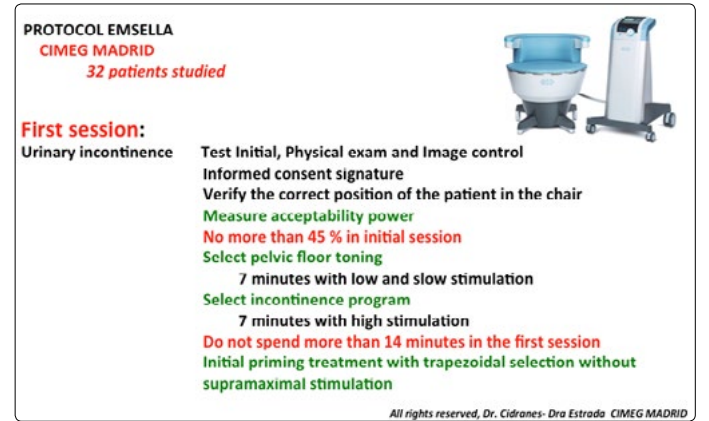 PROTOCOL EMSELLA
CIMEG MADRID
32 patients studied
First session:
Urinary incontinence Test Initial, Physical exam and Image control
Informed consent signature
Verify the correct position of the patient in the chair
Measure acceptability power
No more than 45 % in initial session
Select pelvic floor toning
7 minutes with low and slow stimulation
Select incontinence program
7 minutes with high stimulation
Do not spend more than 14 minutes in the first session
Initial priming treatment with trapezoidal selection without
supramaximal stimulation
All rights reserved, Dr. Cidranes- Dra Estrada CIMEG MADRID